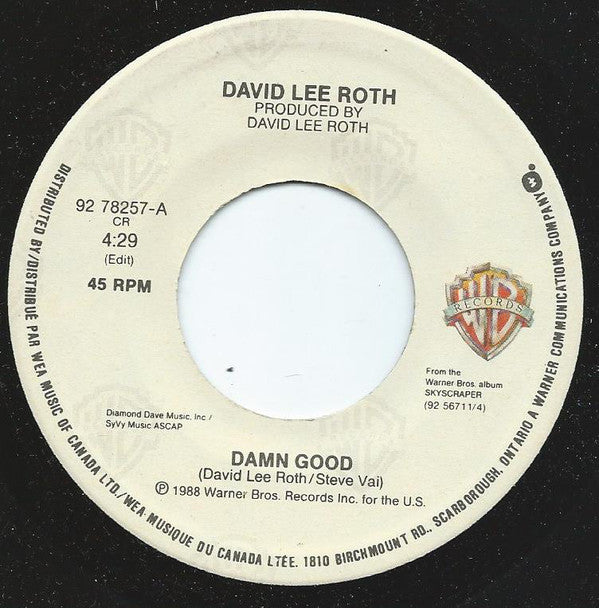 DAVID LEE ROTH
PRODUCED BY
DAVID LEE ROTH
92 78257-A
CR
4:29
(Edit)
45 RPM
WB
RECORDS
From the
Warner Bros. album
SKYSCRAPER
(92 56711/4)
Diamond Dave Music, Inc./
SyVy Music ASCAP
DAMN GOOD
(David Lee Roth/Steve Vai)
Ⓟ 1988 Warner Bros. Records Inc. for the U.S.
DISTRIBUTED BY/DISTRIBUÉ PAR WEA MUSIC OF CANADA LTD./WEA MUSIQUE DU CANADA LTÉE. 1810 BIRCHMOUNT RD., SCARBOROUGH, ONTARIO A WARNER COMMUNICATIONS COMPANY